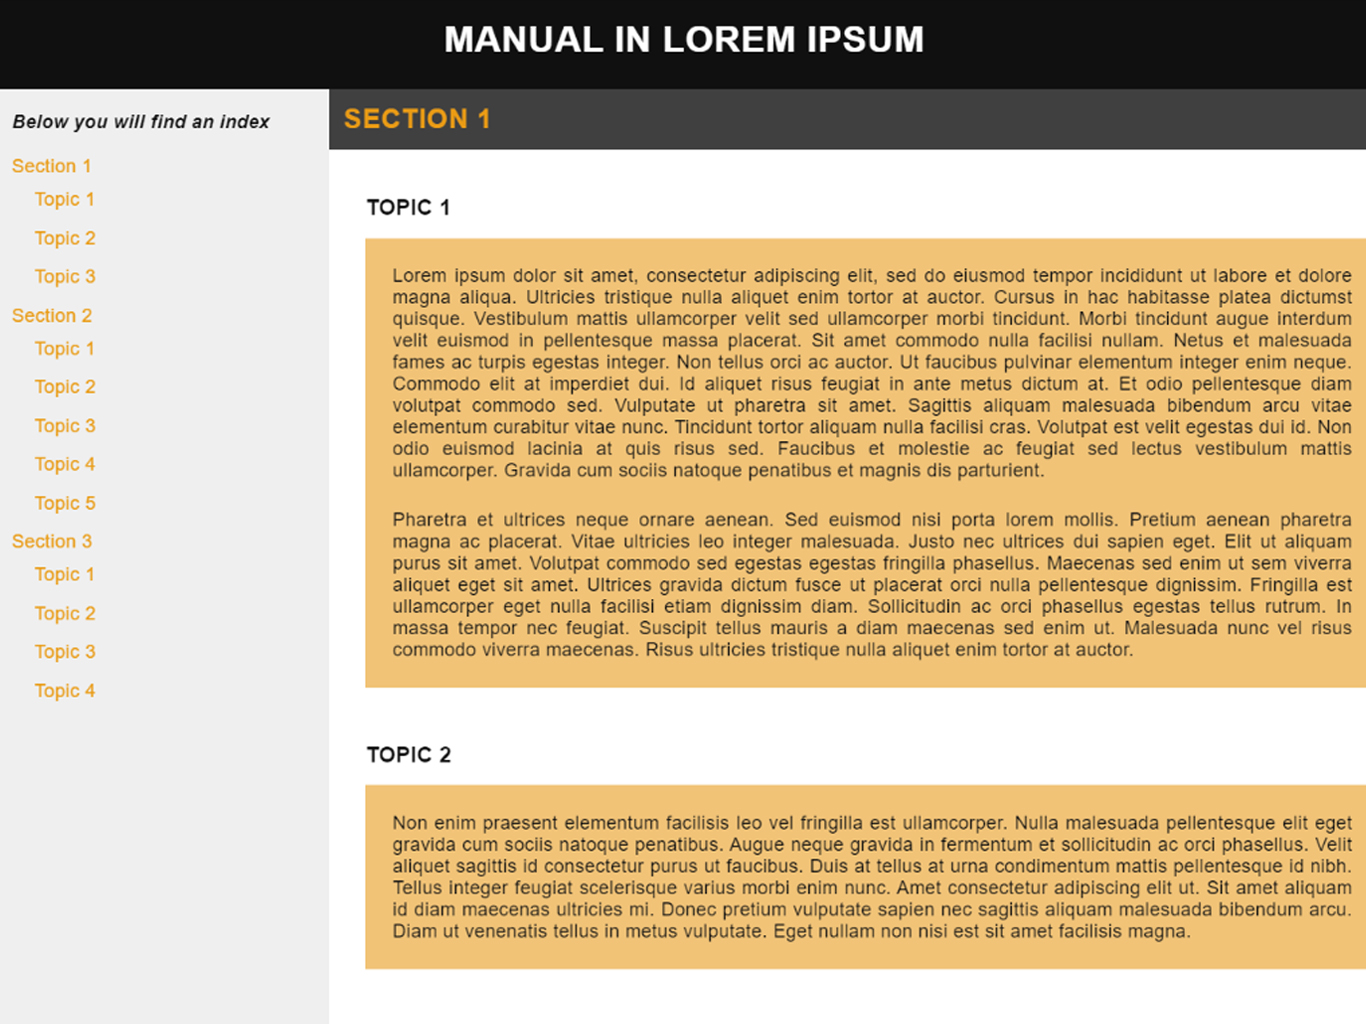 MANUAL IN LOREM IPSUM
Below you will find an index
Section 1
Topic 1
Topic 2
Topic 3
Section 2
Topic 1
Topic 2
Topic 3
Topic 4
Topic 5
Section 3
Topic 1
Topic 2
Topic 3
Topic 4
SECTION 1
TOPIC 1
Lorem ipsum dolor sit amet, consectetur adipiscing elit, sed do eiusmod tempor incididunt ut labore et dolore
magna aliqua. Ultricies tristique nulla aliquet enim tortor at auctor. Cursus in hac habitasse platea dictumst
quisque. Vestibulum mattis ullamcorper velit sed ullamcorper morbi tincidunt. Morbi tincidunt augue interdum
velit euismod in pellentesque massa placerat. Sit amet commodo nulla facilisi nullam. Netus et malesuada
fames ac turpis egestas integer. Non tellus orci ac auctor. Ut faucibus pulvinar elementum integer enim neque.
Commodo elit at imperdiet dui. Id aliquet risus feugiat in ante metus dictum at. Et odio pellentesque diam
volutpat commodo sed. Vulputate ut pharetra sit amet. Sagittis aliquam malesuada bibendum arcu vitae
elementum curabitur vitae nunc. Tincidunt tortor aliquam nulla facilisi cras. Volutpat est velit egestas dui id. Non
odio euismod lacinia at quis risus sed. Faucibus et molestie ac feugiat sed lectus vestibulum mattis
ullamcorper. Gravida cum sociis natoque penatibus et magnis dis parturient.
Pharetra et ultrices neque ornare aenean. Sed euismod nisi porta lorem mollis. Pretium aenean pharetra
magna ac placerat. Vitae ultricies leo integer malesuada. Justo nec ultrices dui sapien eget. Elit ut aliquam
purus sit amet. Volutpat commodo sed egestas egestas fringilla phasellus. Maecenas sed enim ut sem viverra
aliquet eget sit amet. Ultrices gravida dictum fusce ut placerat orci nulla pellentesque dignissim. Fringilla est
ullamcorper eget nulla facilisi etiam dignissim diam. Sollicitudin ac orci phasellus egestas tellus rutrum. In
massa tempor nec feugiat. Suscipit tellus mauris a diam maecenas sed enim ut. Malesuada nunc vel risus
commodo viverra maecenas. Risus ultricies tristique nulla aliquet enim tortor at auctor.
TOPIC 2
Non enim praesent elementum facilisis leo vel fringilla est ullamcorper. Nulla malesuada pellentesque elit eget
gravida cum sociis natoque penatibus. Augue neque gravida in fermentum et sollicitudin ac orci phasellus. Velit
aliquet sagittis id consectetur purus ut faucibus. Duis at tellus at urna condimentum mattis pellentesque id nibh.
Tellus integer feugiat scelerisque varius morbi enim nunc. Amet consectetur adipiscing elit ut. Sit amet aliquam
id diam maecenas ultricies mi. Donec pretium vulputate sapien nec sagittis aliquam malesuada bibendum arcu.
Diam ut venenatis tellus in metus vulputate. Eget nullam non nisi est sit amet facilisis magna.